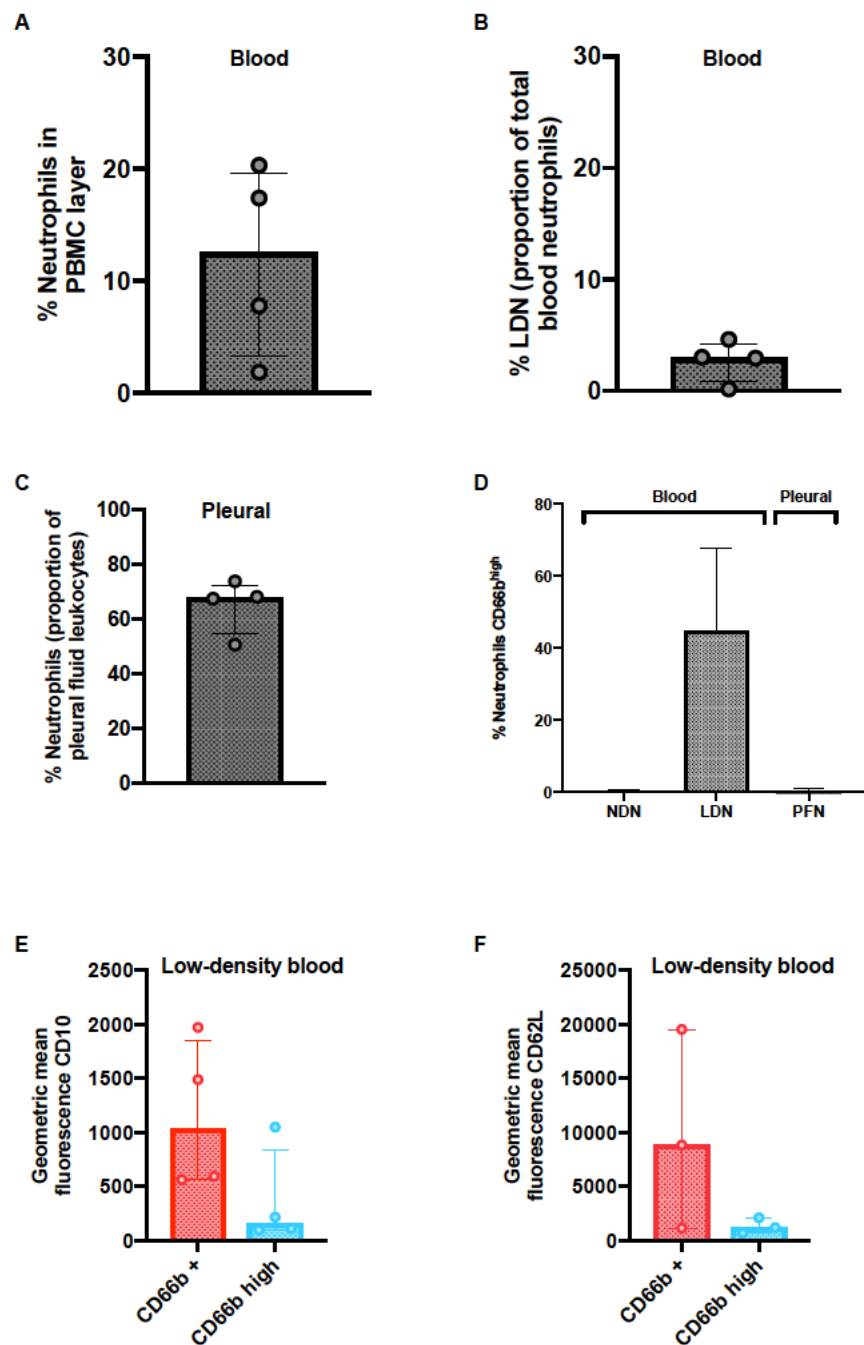 A
Blood
% Neutrophils in
PBMC layer
30
20
10
0
B
Blood
% LDN (proportion of total
blood neutrophils)
30
20
10
0
C
Pleural
% Neutrophils (proportion of
pleural fluid leukocytes)
100
80
60
40
20
0
D
Blood
Pleural
% Neutrophils CD66bhigh
80
60
40
20
0
NDN
LDN
PFN
E
Low-density blood
Geometric mean
fluorescence CD10
2500
2000
1500
1000
500
0
CD66b +
CD66b high
F
Low-density blood
Geometric mean
fluorescence CD62L
25000
20000
15000
10000
5000
0
CD66b +
CD66b high